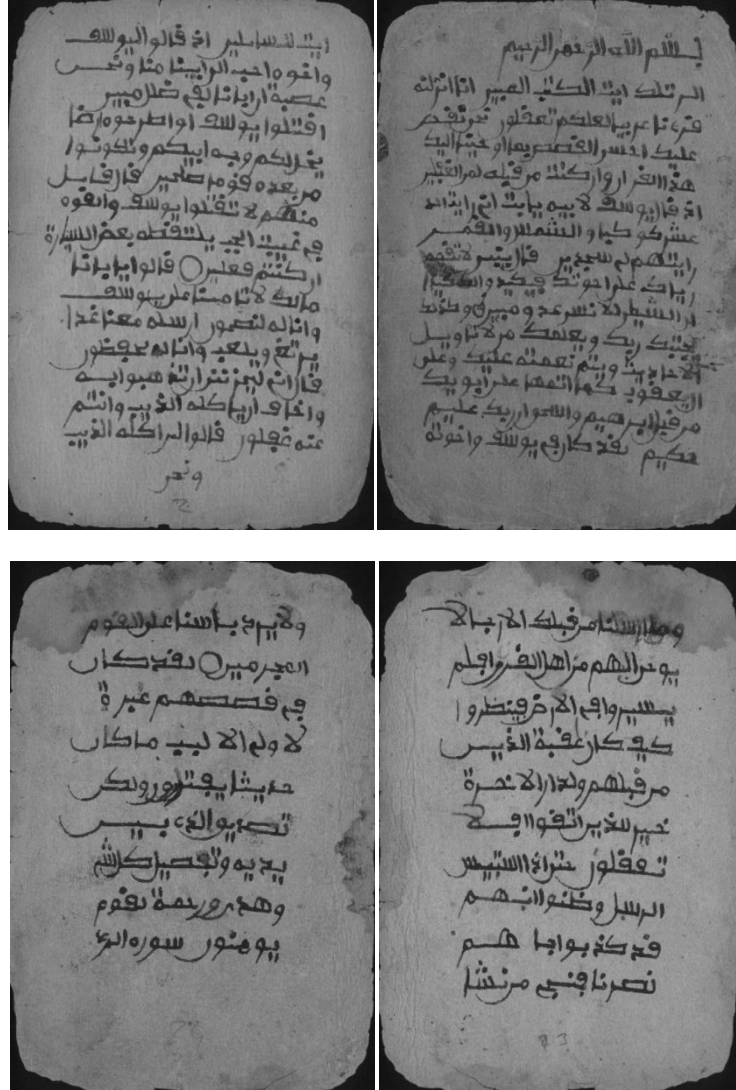 بسم الله الرحمن الرحيم
الر تلك ايت الكتب المبين انا انزلنه
قرءنا عربيا لعلكم تعقلون نحن نقص
عليك احسن القصص بما اوحينا اليك
هذا القران وان كنت من قبله لمن الغفلين
اذ قال يوسف لابيه يابت اني رايت احد
عشر كوكبا والشمس والقمر
رايتهم لي سجدين قال يبني لا تقصص
رياك على اخوتك فيكيدوا لك كيدا
ان الشيطن للانسن عدو مبين وكذلك
يجتبيك ربك ويعلمك من تاويل
الاحاديث ويتم نعمته عليك وعلى
ال يعقوب كما اتمها على ابويك
من قبل ابرهيم واسحق ان ربك عليم
حكيم لقد كان في يوسف واخوته
ايت للسايلين اذ قالوا ليوسف
واخوه احب الى ابينا منا ونحن
عصبة ان ابانا لفي ضلل مبين
اقتلوا يوسف او اطرحوه ارضا
يخل لكم وجه ابيكم وتكونوا
من بعده قوما صلحين قال قايل
منهم لا تقتلوا يوسف والقوه
في غيبت الجب يلتقطه بعض السيارة
ان كنتم فعلين قالوا يابانا
مالك لا تامنا على يوسف
وانا له لنصحون ارسله معنا غدا
يرتع ويلعب وانا له لحفظون
قال اني ليحزنني ان تذهبوا به
واخاف ان ياكله الذيب وانتم
عنه غفلون قالوا لين اكله الذيب
ونحن
وما ارسلنا من قبلك الا رجالا
يوحى اليهم من اهل القرى افلم
يسيروا في الارض فينظروا
كيف كان عقبة الذين
من قبلهم ولدار الاخرة
خير للذين اتقوا افلا
تعقلون حتى اذا استيس
الرسل وظنوا انهم
قد كذبوا جا هم
نصرنا فنجي من نشا
ولا يرد باسنا عن القوم
المجرمين لقد كان
في قصصهم عبرة
لاولي الالبب ما كان
حديثا يفترى ولكن
تصديق الذي بين
يديه وتفصيل كل شي
وهدى ورحمة لقوم
يومنون سوره الر